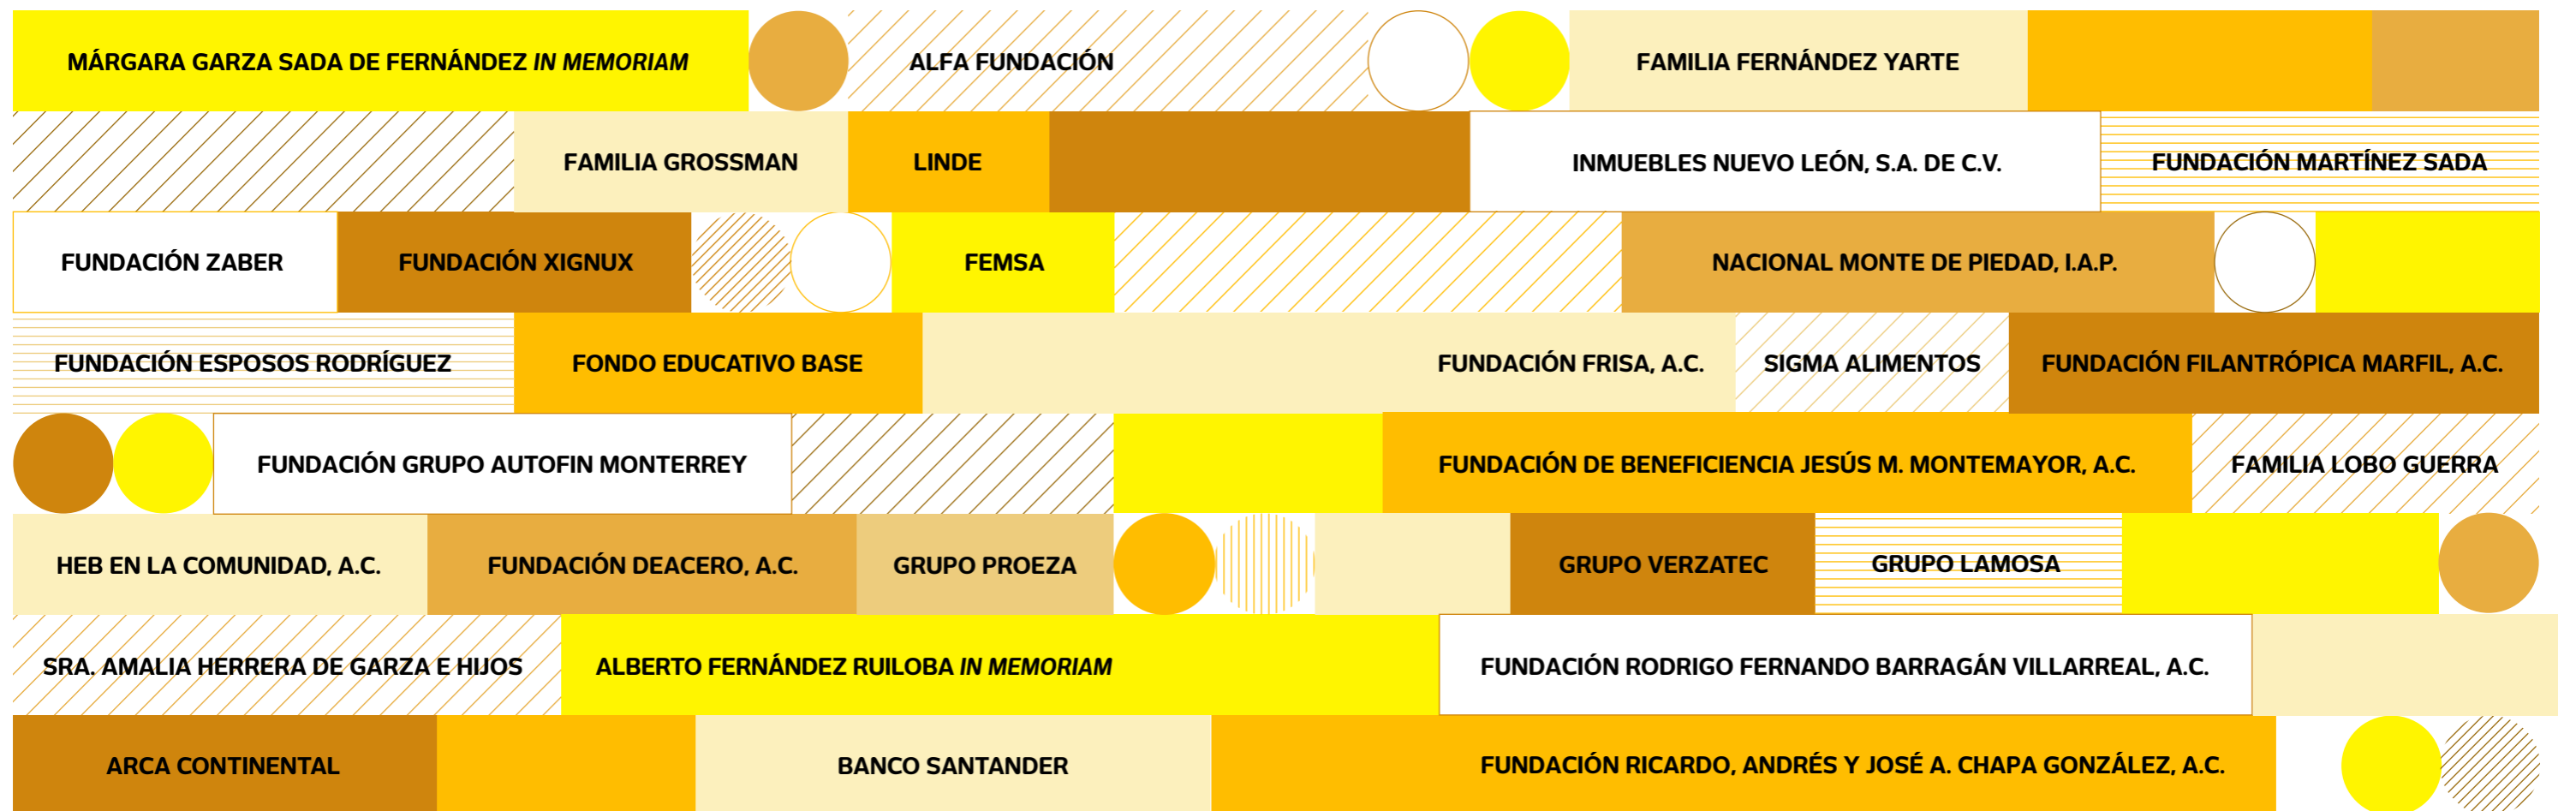 MÁRGARA GARZA SADA DE FERNÁNDEZ IN MEMORIAM
ALFA FUNDACIÓN
FAMILIA FERNÁNDEZ YARTE
FAMILIA GROSSMAN
LINDE
INMUEBLES NUEVO LEÓN, S.A. DE C.V.
FUNDACIÓN MARTÍNEZ SADA
FUNDACIÓN ZABER
FUNDACIÓN XIGNUX
FEMSA
NACIONAL MONTE DE PIEDAD, I.A.P.
FUNDACIÓN ESPOSOS RODRÍGUEZ
FONDO EDUCATIVO BASE
FUNDACIÓN FRISA, A.C.
SIGMA ALIMENTOS
FUNDACIÓN FILANTRÓPICA MARFIL, A.C.
FUNDACIÓN GRUPO AUTOFIN MONTERREY
FUNDACIÓN DE BENEFICIENCIA JESÚS M. MONTEMAYOR, A.C.
FAMILIA LOBO GUERRA
HEB EN LA COMUNIDAD, A.C.
FUNDACIÓN DEACERO, A.C.
GRUPO PROEZA
GRUPO VERZATEC
GRUPO LAMOSA
SRA. AMALIA HERRERA DE GARZA E HIJOS
ALBERTO FERNÁNDEZ RUILOBA IN MEMORIAM
FUNDACIÓN RODRIGO FERNANDO BARRAGÁN VILLARREAL, A.C.
ARCA CONTINENTAL
BANCO SANTANDER
FUNDACIÓN RICARDO, ANDRÉS Y JOSÉ A. CHAPA GONZÁLEZ, A.C.